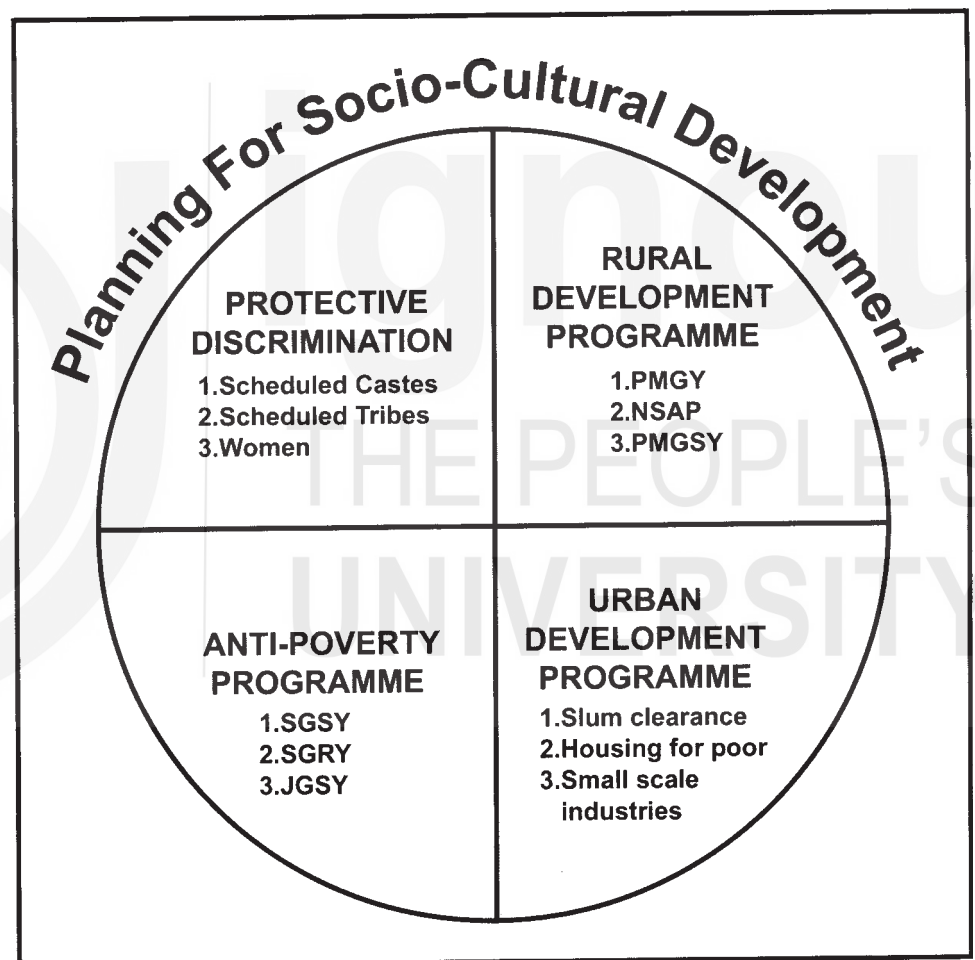 Planning For Socio-Cultural Development
PROTECTIVE
DISCRIMINATION
1.Scheduled Castes
2.Scheduled Tribes
3.Women
RURAL
DEVELOPMENT
PROGRAMME
1.PMGY
2.NSAP
3.PMGSY
ANTI-POVERTY
PROGRAMME
1.SGSY
2.SGRY
3.JGSY
URBAN
DEVELOPMENT
PROGRAMME
1.Slum clearance
2.Housing for poor
3.Small scale
industries
ignou
THE PEOPLE'S
UNIVERSITY